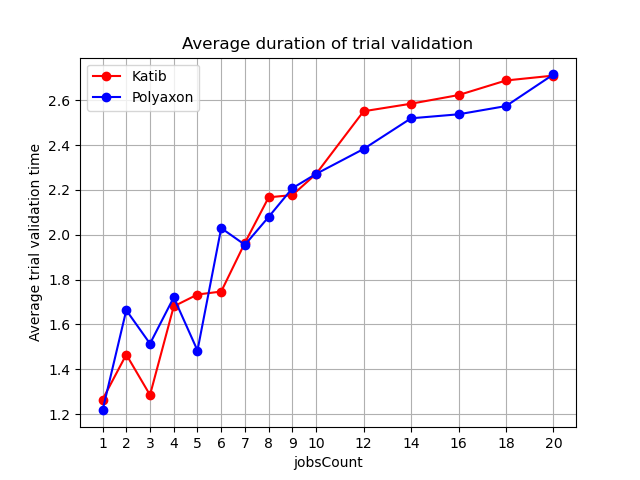 Average duration of trial validation
Katib
Polyaxon
Average trial validation time
2.6
2.4
2.2
2.0
1.8
1.6
1.4
1.2
1 2 3 4 5 6 7 8 9 10 12 14 16 18 20
jobsCount